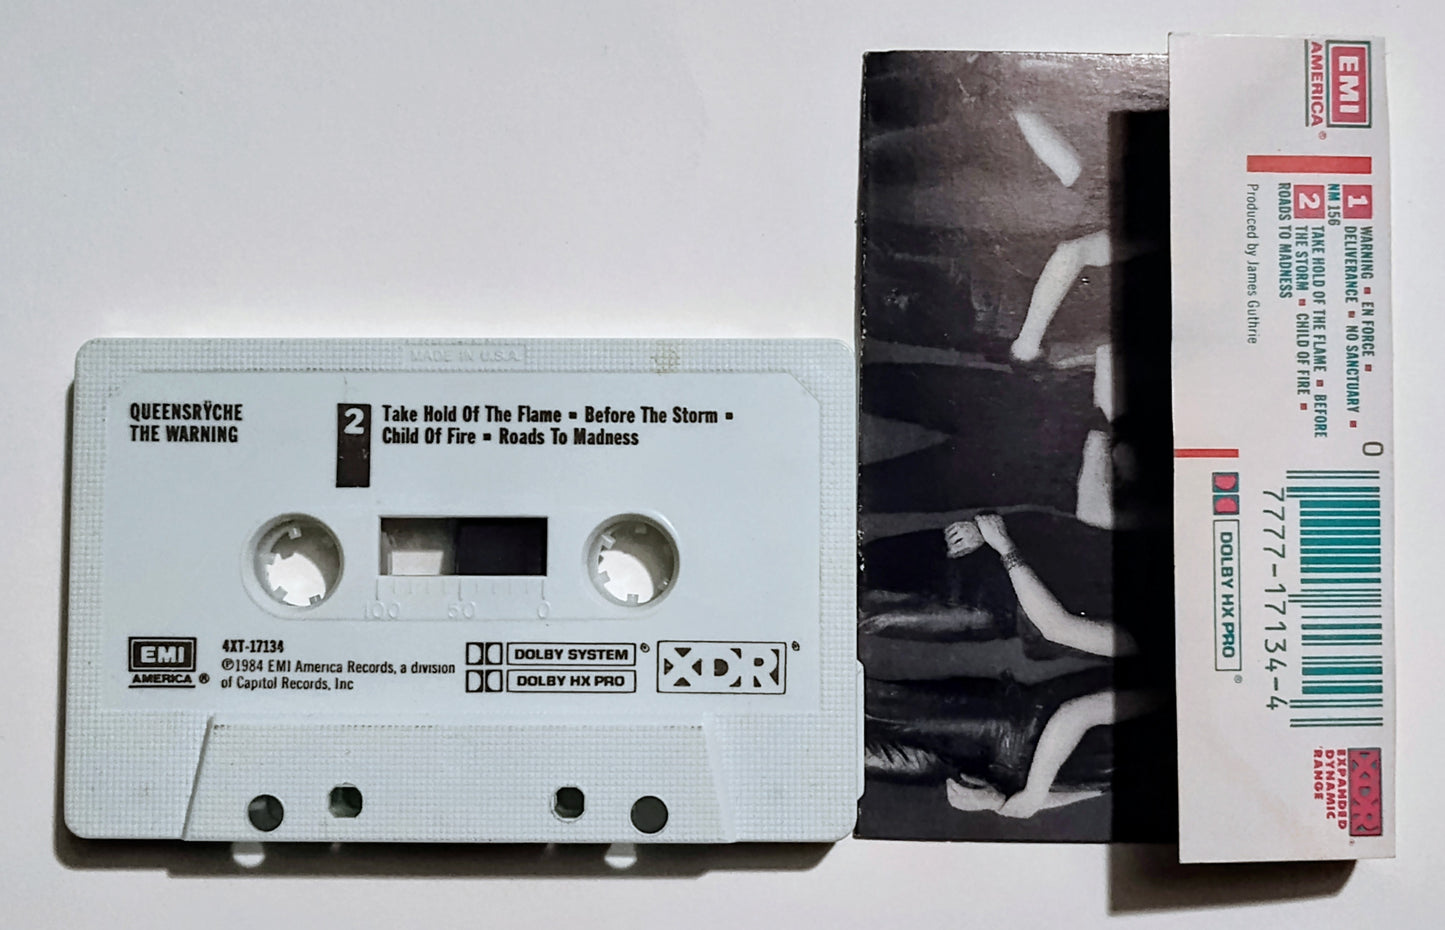 MADE IN U.S.A.
QUEENSRŸCHE
THE WARNING
2
Take Hold Of The Flame ▪ Before The Storm ▪
Child Of Fire ▪ Roads To Madness
100 50 0
EMI
AMERICA®
4XT-17134
℗1984 EMI America Records, a division
of Capitol Records, Inc
DOLBY SYSTEM®
DOLBY HX PRO
XDR®
EMI
AMERICA®
1 WARNING ▪ EN FORCE ▪
DELIVERANCE ▪ NO SANCTUARY ▪
NM 156
2 TAKE HOLD OF THE FLAME ▪ BEFORE
THE STORM ▪ CHILD OF FIRE ▪
ROADS TO MADNESS
Produced by James Guthrie
0
7777-17134-4
DOLBY HX PRO®
XDR®
EXPANDED
DYNAMIC
RANGE